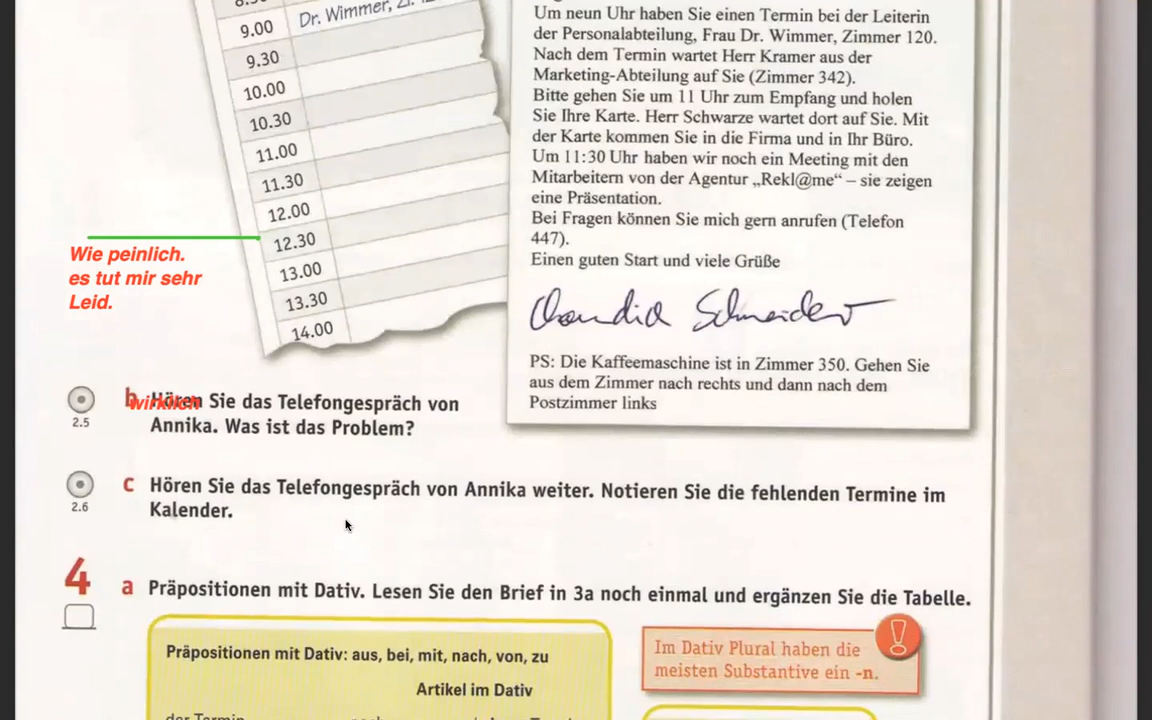 9.00 Dr. Wimmer,
9.30
10.00
10.30
11.00
11.30
12.00
12.30
13.00
13.30
14.00
Um neun Uhr haben Sie einen Termin bei der Leiterin
der Personalabteilung, Frau Dr. Wimmer, Zimmer 120.
Nach dem Termin wartet Herr Kramer aus der
Marketing-Abteilung auf Sie (Zimmer 342).
Bitte gehen Sie um 11 Uhr zum Empfang und holen
Sie Ihre Karte. Herr Schwarze wartet dort auf Sie. Mit
der Karte kommen Sie in die Firma und in Ihr Büro.
Um 11:30 Uhr haben wir noch ein Meeting mit den
Mitarbeitern von der Agentur „Rekl@me“ – sie zeigen
eine Präsentation.
Bei Fragen können Sie mich gern anrufen (Telefon
447).
Einen guten Start und viele Grüße
Claudia Schneider
PS: Die Kaffeemaschine ist in Zimmer 350. Gehen Sie
aus dem Zimmer nach rechts und dann nach dem
Postzimmer links
Wie peinlich.
es tut mir sehr
Leid.
wirklich
2.5
b Hören Sie das Telefongespräch von
Annika. Was ist das Problem?
2.6
c Hören Sie das Telefongespräch von Annika weiter. Notieren Sie die fehlenden Termine im
Kalender.
4
a Präpositionen mit Dativ. Lesen Sie den Brief in 3a noch einmal und ergänzen Sie die Tabelle.
Präpositionen mit Dativ: aus, bei, mit, nach, von, zu
Artikel im Dativ
der Termin
!
Im Dativ Plural haben die
meisten Substantive ein -n.